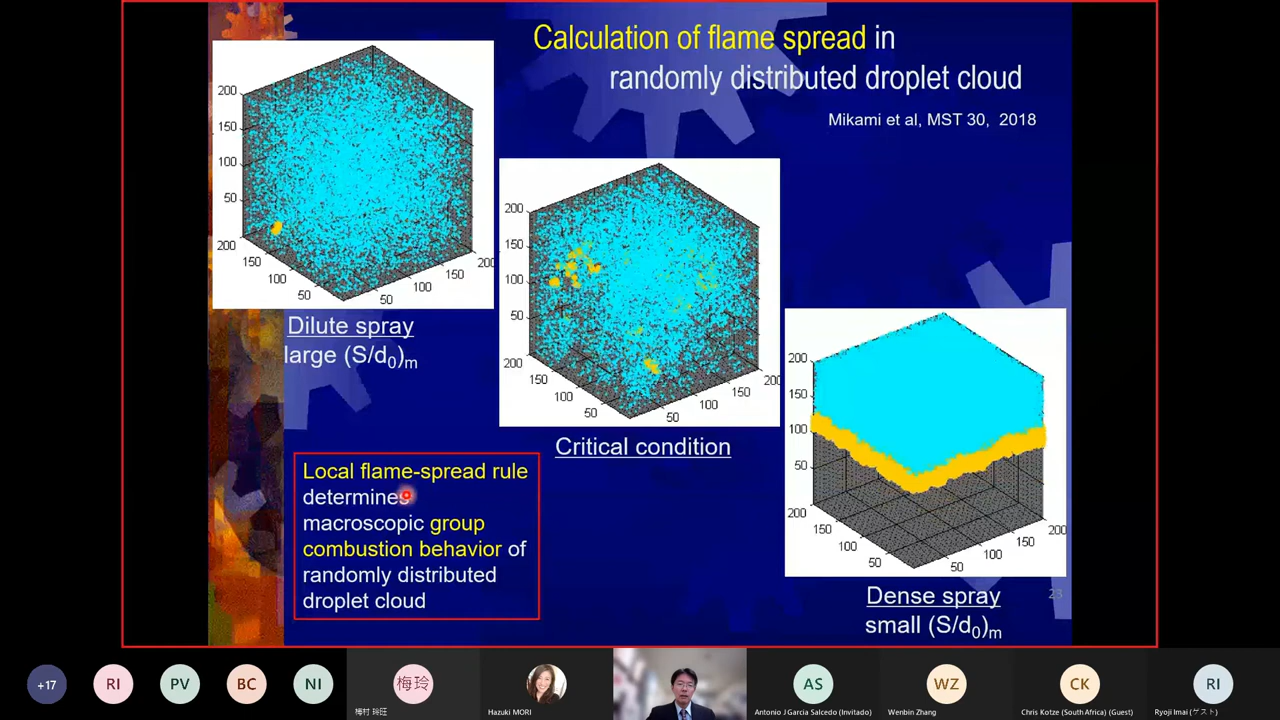 Calculation of flame spread in
randomly distributed droplet cloud
Mikami et al, MST 30, 2018
200
150
100
50
200
150
100
50
50
100
150
200
Dilute spray
large (S/d0)m
200
150
100
50
200
150
100
50
50
100
150
200
Critical condition
200
150
100
50
200
150
100
50
50
100
150
200
Dense spray
small (S/d0)m
23
Local flame-spread rule
determines
macroscopic group
combustion behavior of
randomly distributed
droplet cloud
+17
RI
PV
BC
NI
梅玲
梅村 玲旺
Hazuki MORI
AS
Antonio J Garcia Salcedo (Invitado)
WZ
Wenbin Zhang
CK
Chris Kotze (South Africa) (Guest)
RI
Ryoji Imai (ゲスト)